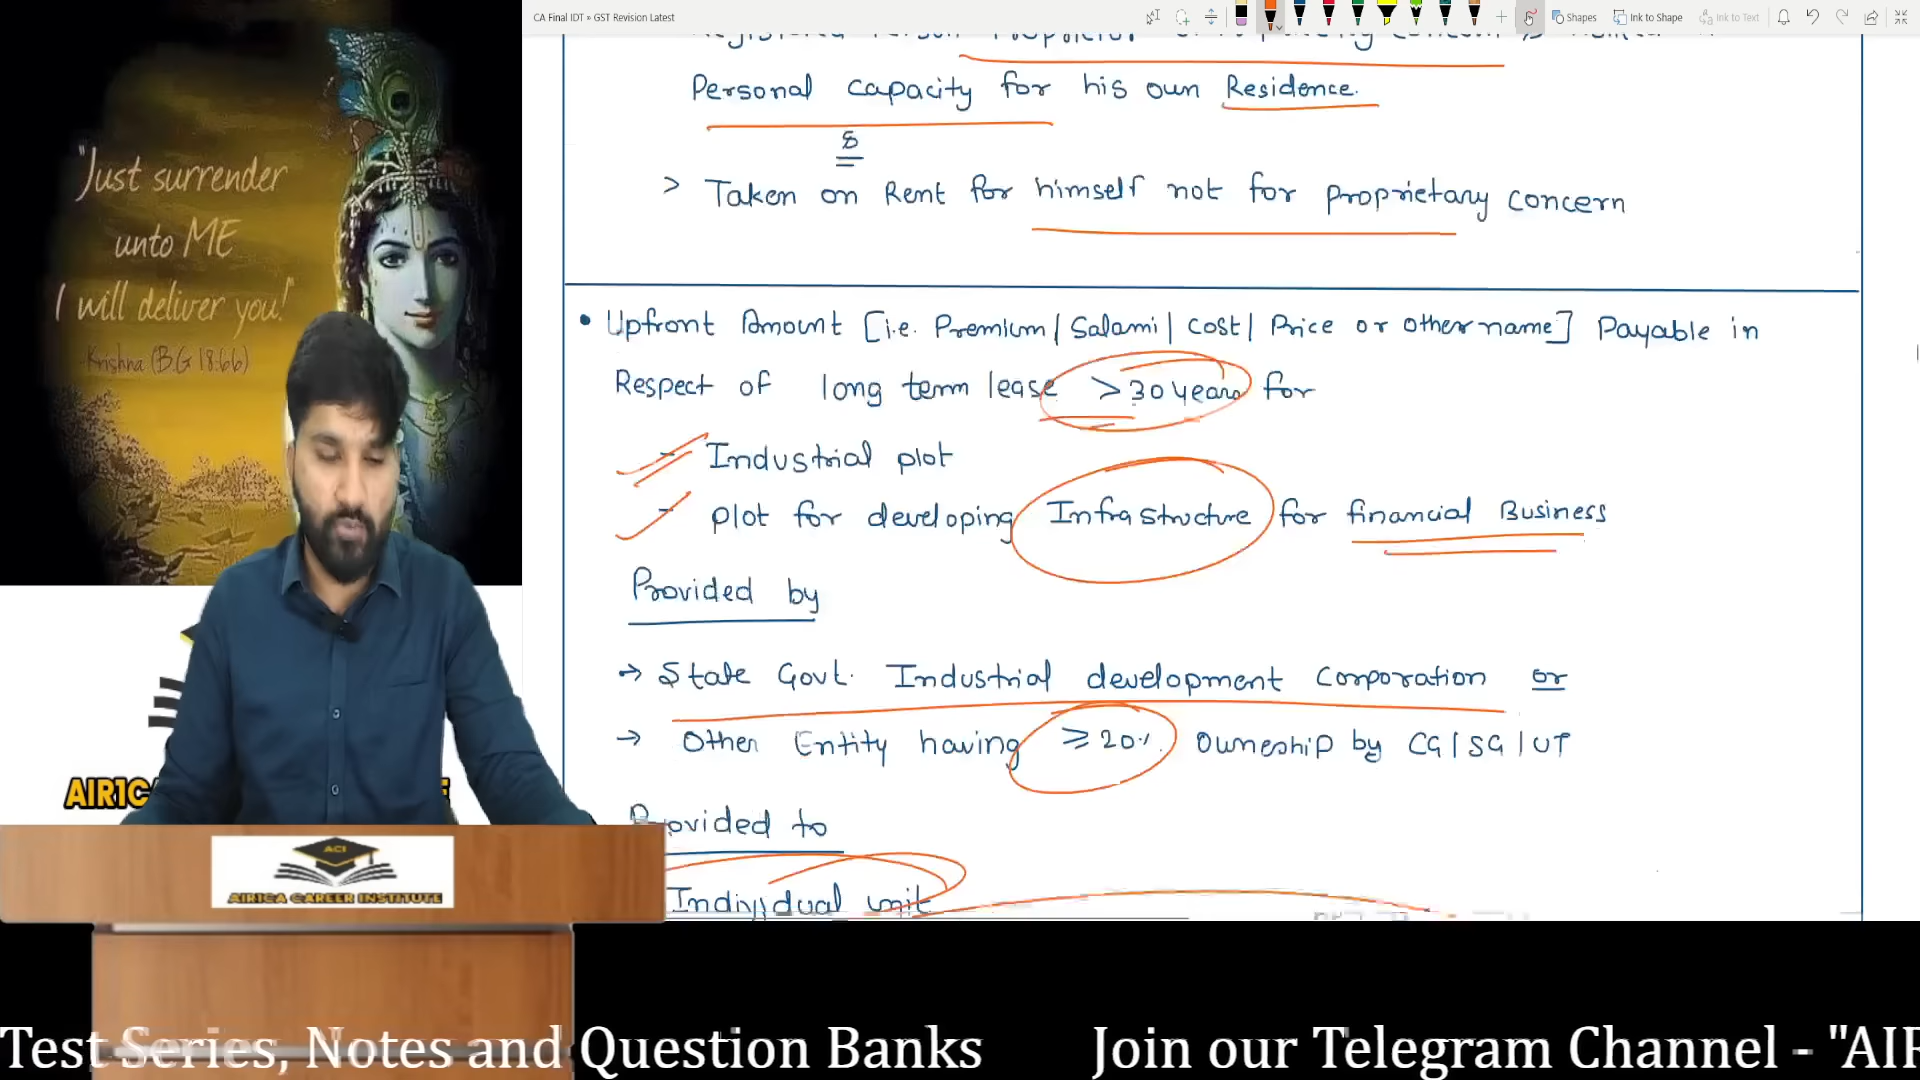 CA Final IDT » GST Revision Latest
Shapes
Ink to Shape
Ink to Text
Personal capacity for his own Residence.
&
> Taken on Rent for himself not for proprietary concern
"Just surrender
unto ME
I will deliver you!"
-Krishna (B.G 18:66)
• Upfront Amount [i.e. Premium | Salami | cost | Price or other name] Payable in
Respect of long term lease > 30 years for
- Industrial plot
- plot for developing Infrastructure for financial Business
Provided by
→ State Govt. Industrial development corporation or
→ Other Entity having ≥ 20% Owneship by CG | SG | UT
Provided to
Individual unit
AIR1C
ACI
AIR1CA CAREER INSTITUTE
Test Series, Notes and Question Banks
Join our Telegram Channel - "AIR